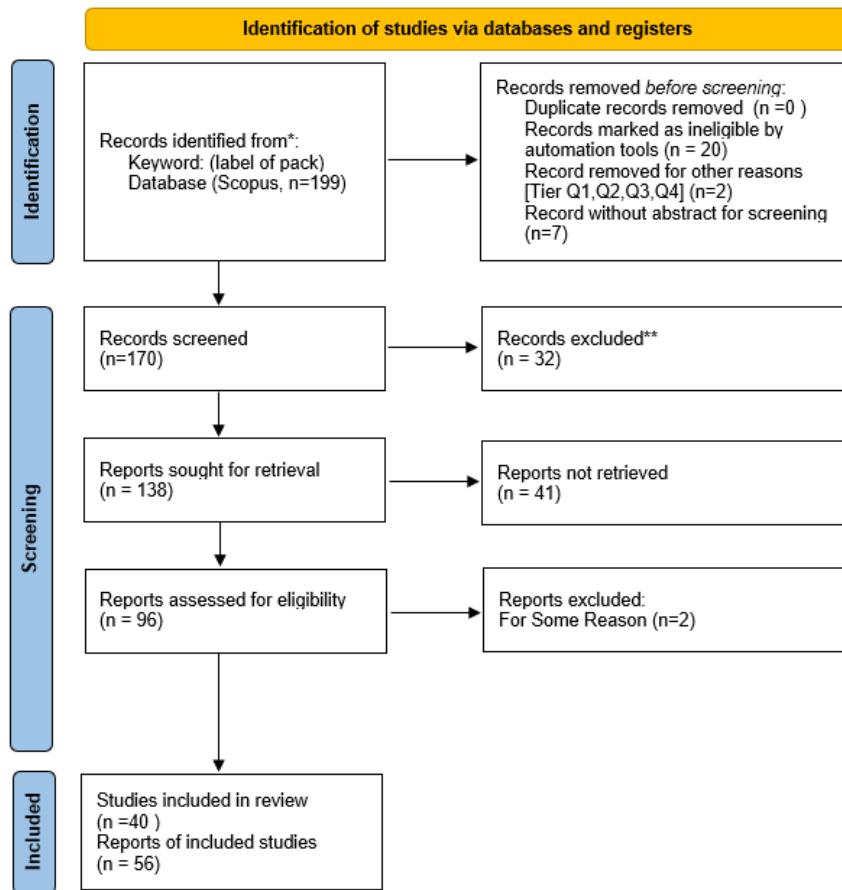 Identification of studies via databases and registers
Identification
Records identified from*:
Keyword: (label of pack)
Database (Scopus, n=199)
Records removed before screening:
Duplicate records removed (n =0 )
Records marked as ineligible by
automation tools (n = 20)
Record removed for other reasons
[Tier Q1,Q2,Q3,Q4] (n=2)
Record without abstract for screening
(n=7)
Screening
Records screened
(n=170)
Records excluded**
(n = 32)
Reports sought for retrieval
(n = 138)
Reports not retrieved
(n = 41)
Reports assessed for eligibility
(n = 96)
Reports excluded:
For Some Reason (n=2)
Included
Studies included in review
(n =40 )
Reports of included studies
(n = 56)